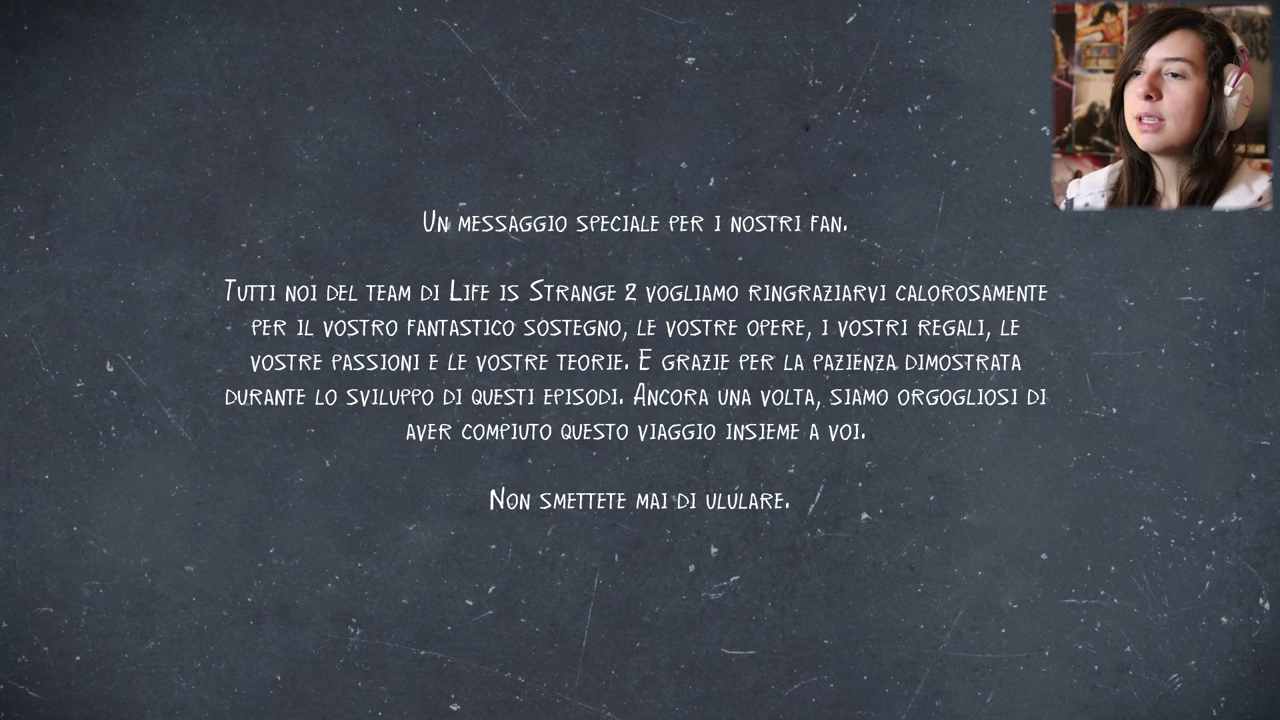 Un messaggio speciale per i nostri fan.
Tutti noi del team di Life is Strange 2 vogliamo ringraziarvi calorosamente
per il vostro fantastico sostegno, le vostre opere, i vostri regali, le
vostre passioni e le vostre teorie. E grazie per la pazienza dimostrata
durante lo sviluppo di questi episodi. Ancora una volta, siamo orgogliosi di
aver compiuto questo viaggio insieme a voi.
Non smettete mai di ululare.